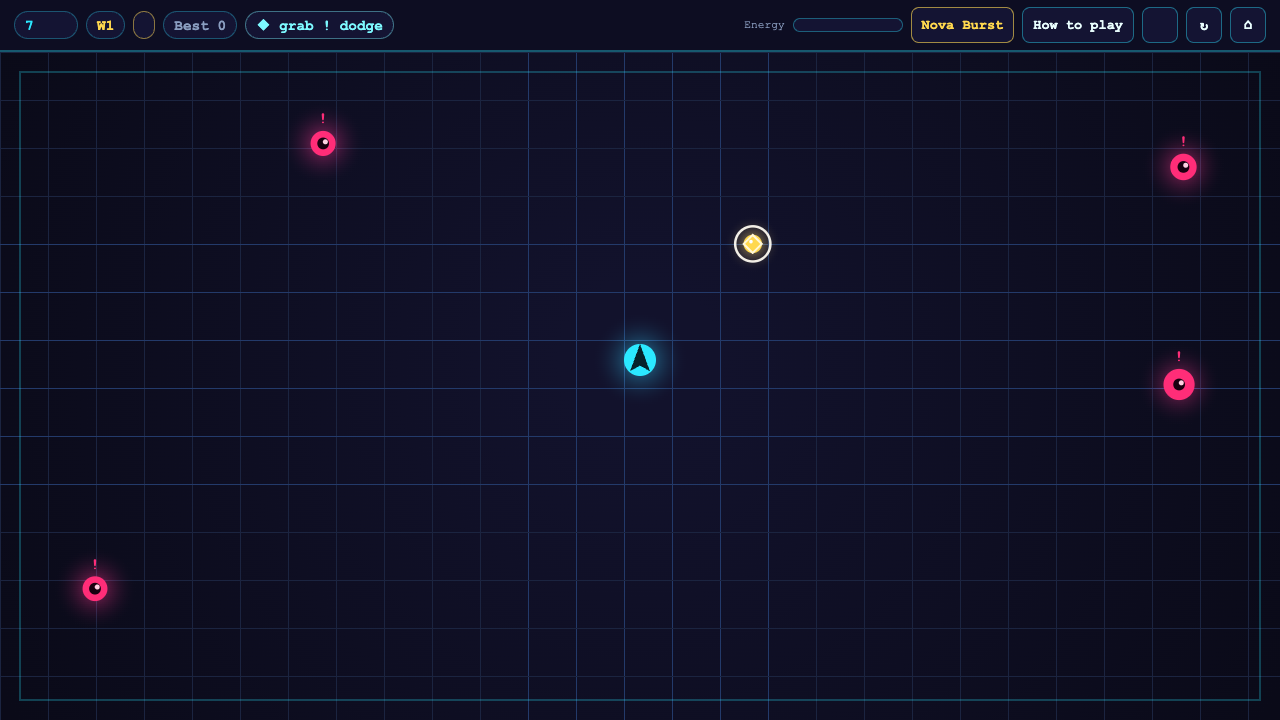 7
W1
Best 0
◆ grab ! dodge
Energy
Nova Burst
How to play
↻
⌂
!
!
!
!